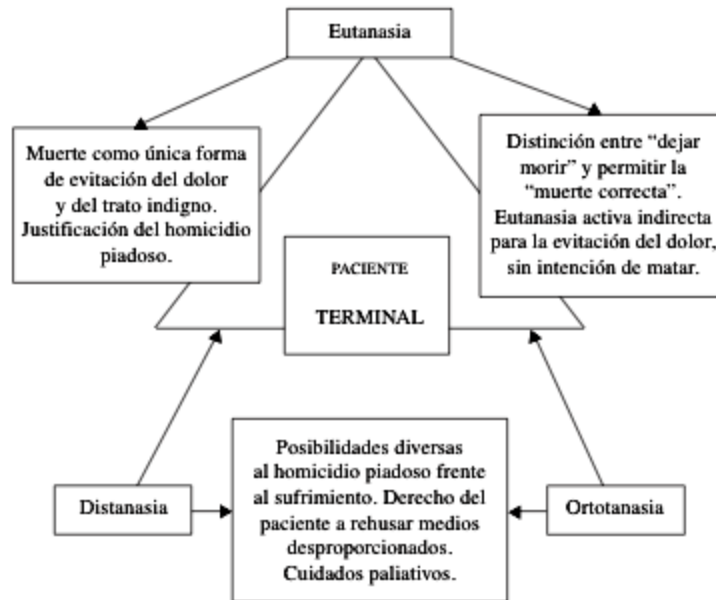 Eutanasia
Muerte como única forma
de evitación del dolor
y del trato indigno.
Justificación del homicidio
piadoso.
Distinción entre “dejar
morir” y permitir la
“muerte correcta”.
Eutanasia activa indirecta
para la evitación del dolor,
sin intención de matar.
PACIENTE
TERMINAL
Distanasia
Posibilidades diversas
al homicidio piadoso frente
al sufrimiento. Derecho del
paciente a rehusar medios
desproporcionados.
Cuidados paliativos.
Ortotanasia